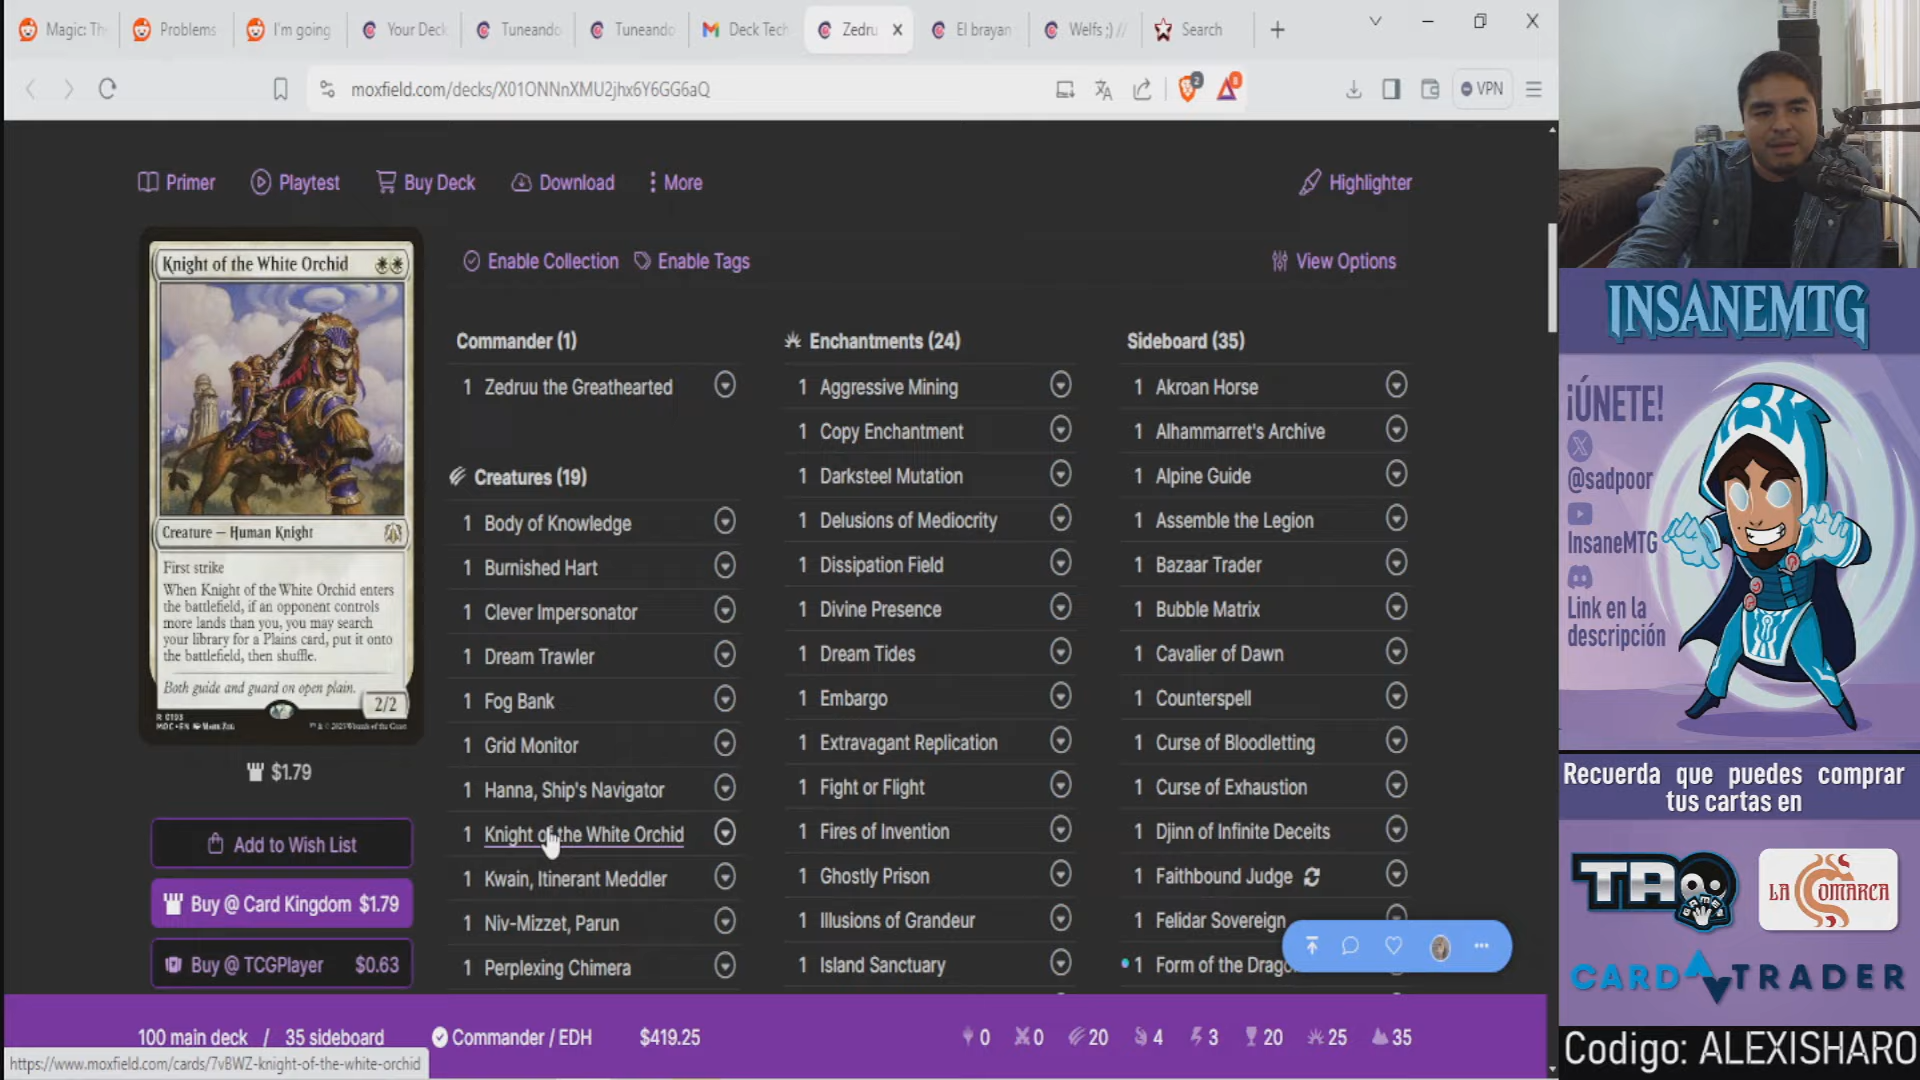 Magic: Th
Problems
I'm going
Your Deck
Tuneando
Tuneando
Deck Tech
Zedru
El brayan
Welfs ;) //
Search
moxfield.com/decks/X01ONNnXMU2jhx6Y6GG6aQ
2
8
VPN
Primer
Playtest
Buy Deck
Download
More
Highlighter
Enable Collection
Enable Tags
View Options
Knight of the White Orchid
Creature — Human Knight
First strike
When Knight of the White Orchid enters
the battlefield, if an opponent controls
more lands than you, you may search
your library for a Plains card, put it onto
the battlefield, then shuffle.
Both guide and guard on open plain.
2/2
$1.79
Add to Wish List
Buy @ Card Kingdom $1.79
Buy @ TCGPlayer $0.63
Commander (1)
1 Zedruu the Greathearted
Creatures (19)
1 Body of Knowledge
1 Burnished Hart
1 Clever Impersonator
1 Dream Trawler
1 Fog Bank
1 Grid Monitor
1 Hanna, Ship's Navigator
1 Knight of the White Orchid
1 Kwain, Itinerant Meddler
1 Niv-Mizzet, Parun
1 Perplexing Chimera
Enchantments (24)
1 Aggressive Mining
1 Copy Enchantment
1 Darksteel Mutation
1 Delusions of Mediocrity
1 Dissipation Field
1 Divine Presence
1 Dream Tides
1 Embargo
1 Extravagant Replication
1 Fight or Flight
1 Fires of Invention
1 Ghostly Prison
1 Illusions of Grandeur
1 Island Sanctuary
Sideboard (35)
1 Akroan Horse
1 Alhammarret's Archive
1 Alpine Guide
1 Assemble the Legion
1 Bazaar Trader
1 Bubble Matrix
1 Cavalier of Dawn
1 Counterspell
1 Curse of Bloodletting
1 Curse of Exhaustion
1 Djinn of Infinite Deceits
1 Faithbound Judge
1 Felidar Sovereign
1 Form of the Drago
100 main deck / 35 sideboard
Commander / EDH
$419.25
0 0 20 4 3 20 25 35
https://www.moxfield.com/cards/7vBWZ-knight-of-the-white-orchid
INSANEMTG
¡ÚNETE!
@sadpoor
InsaneMTG
Link en la
descripción
Recuerda que puedes comprar
tus cartas en
TAO
GAMES
LA COMARCA
CARDTRADER
Codigo: ALEXISHARO